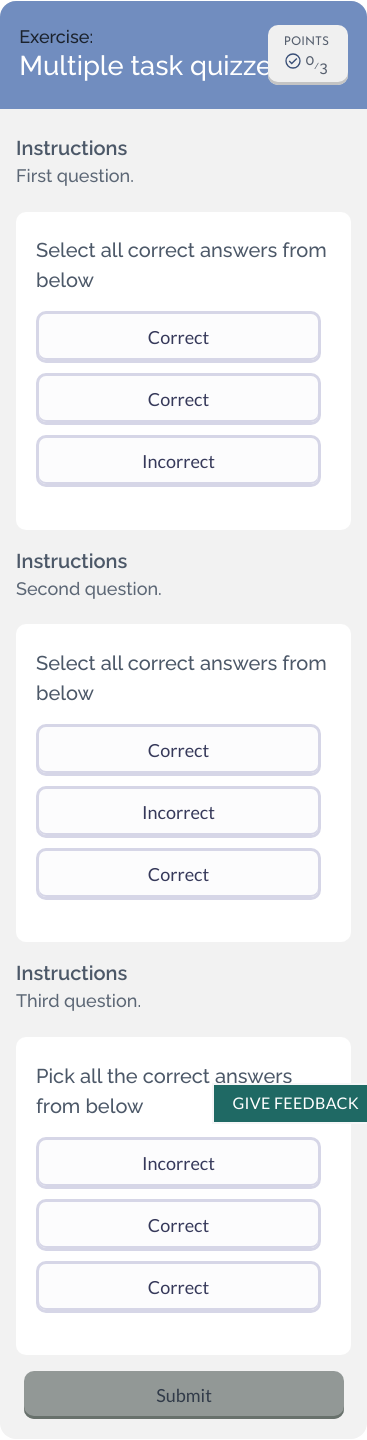 Exercise:
Multiple task quizze
POINTS
0/3
Instructions
First question.
Select all correct answers from
below
Correct
Correct
Incorrect
Instructions
Second question.
Select all correct answers from
below
Correct
Incorrect
Correct
Instructions
Third question.
Pick all the correct answers
from below
GIVE FEEDBACK
Incorrect
Correct
Correct
Submit